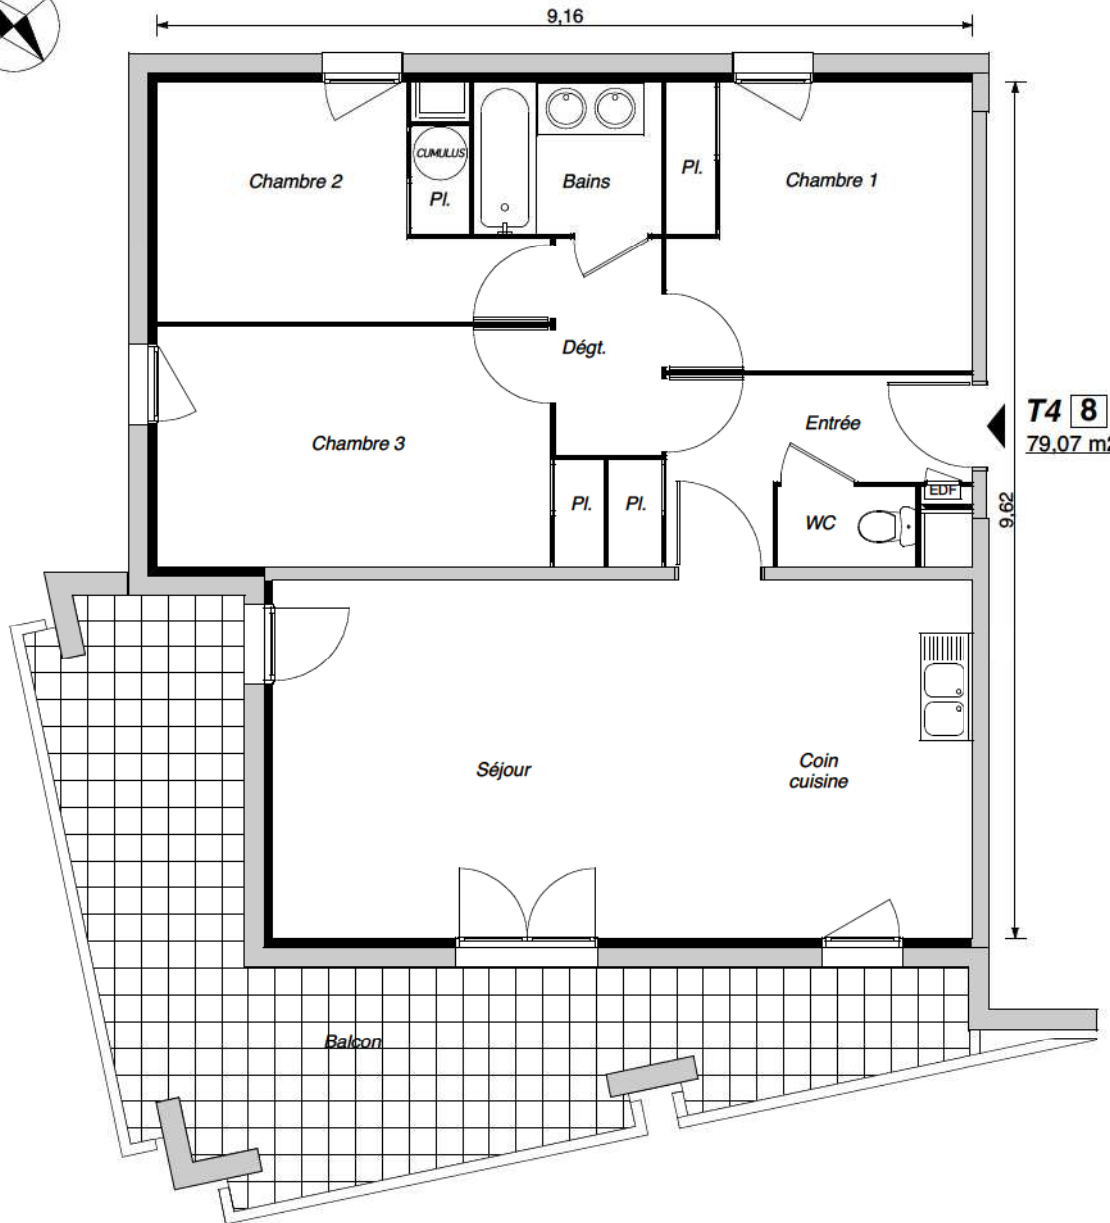 9,16
CUMULUS
Chambre 2
Pl.
Bains
Pl.
Chambre 1
Dégt.
Chambre 3
Entrée
T4 8
79,07 m2
Pl.
Pl.
WC
EDF
9,62
Séjour
Coin
cuisine
Balcon